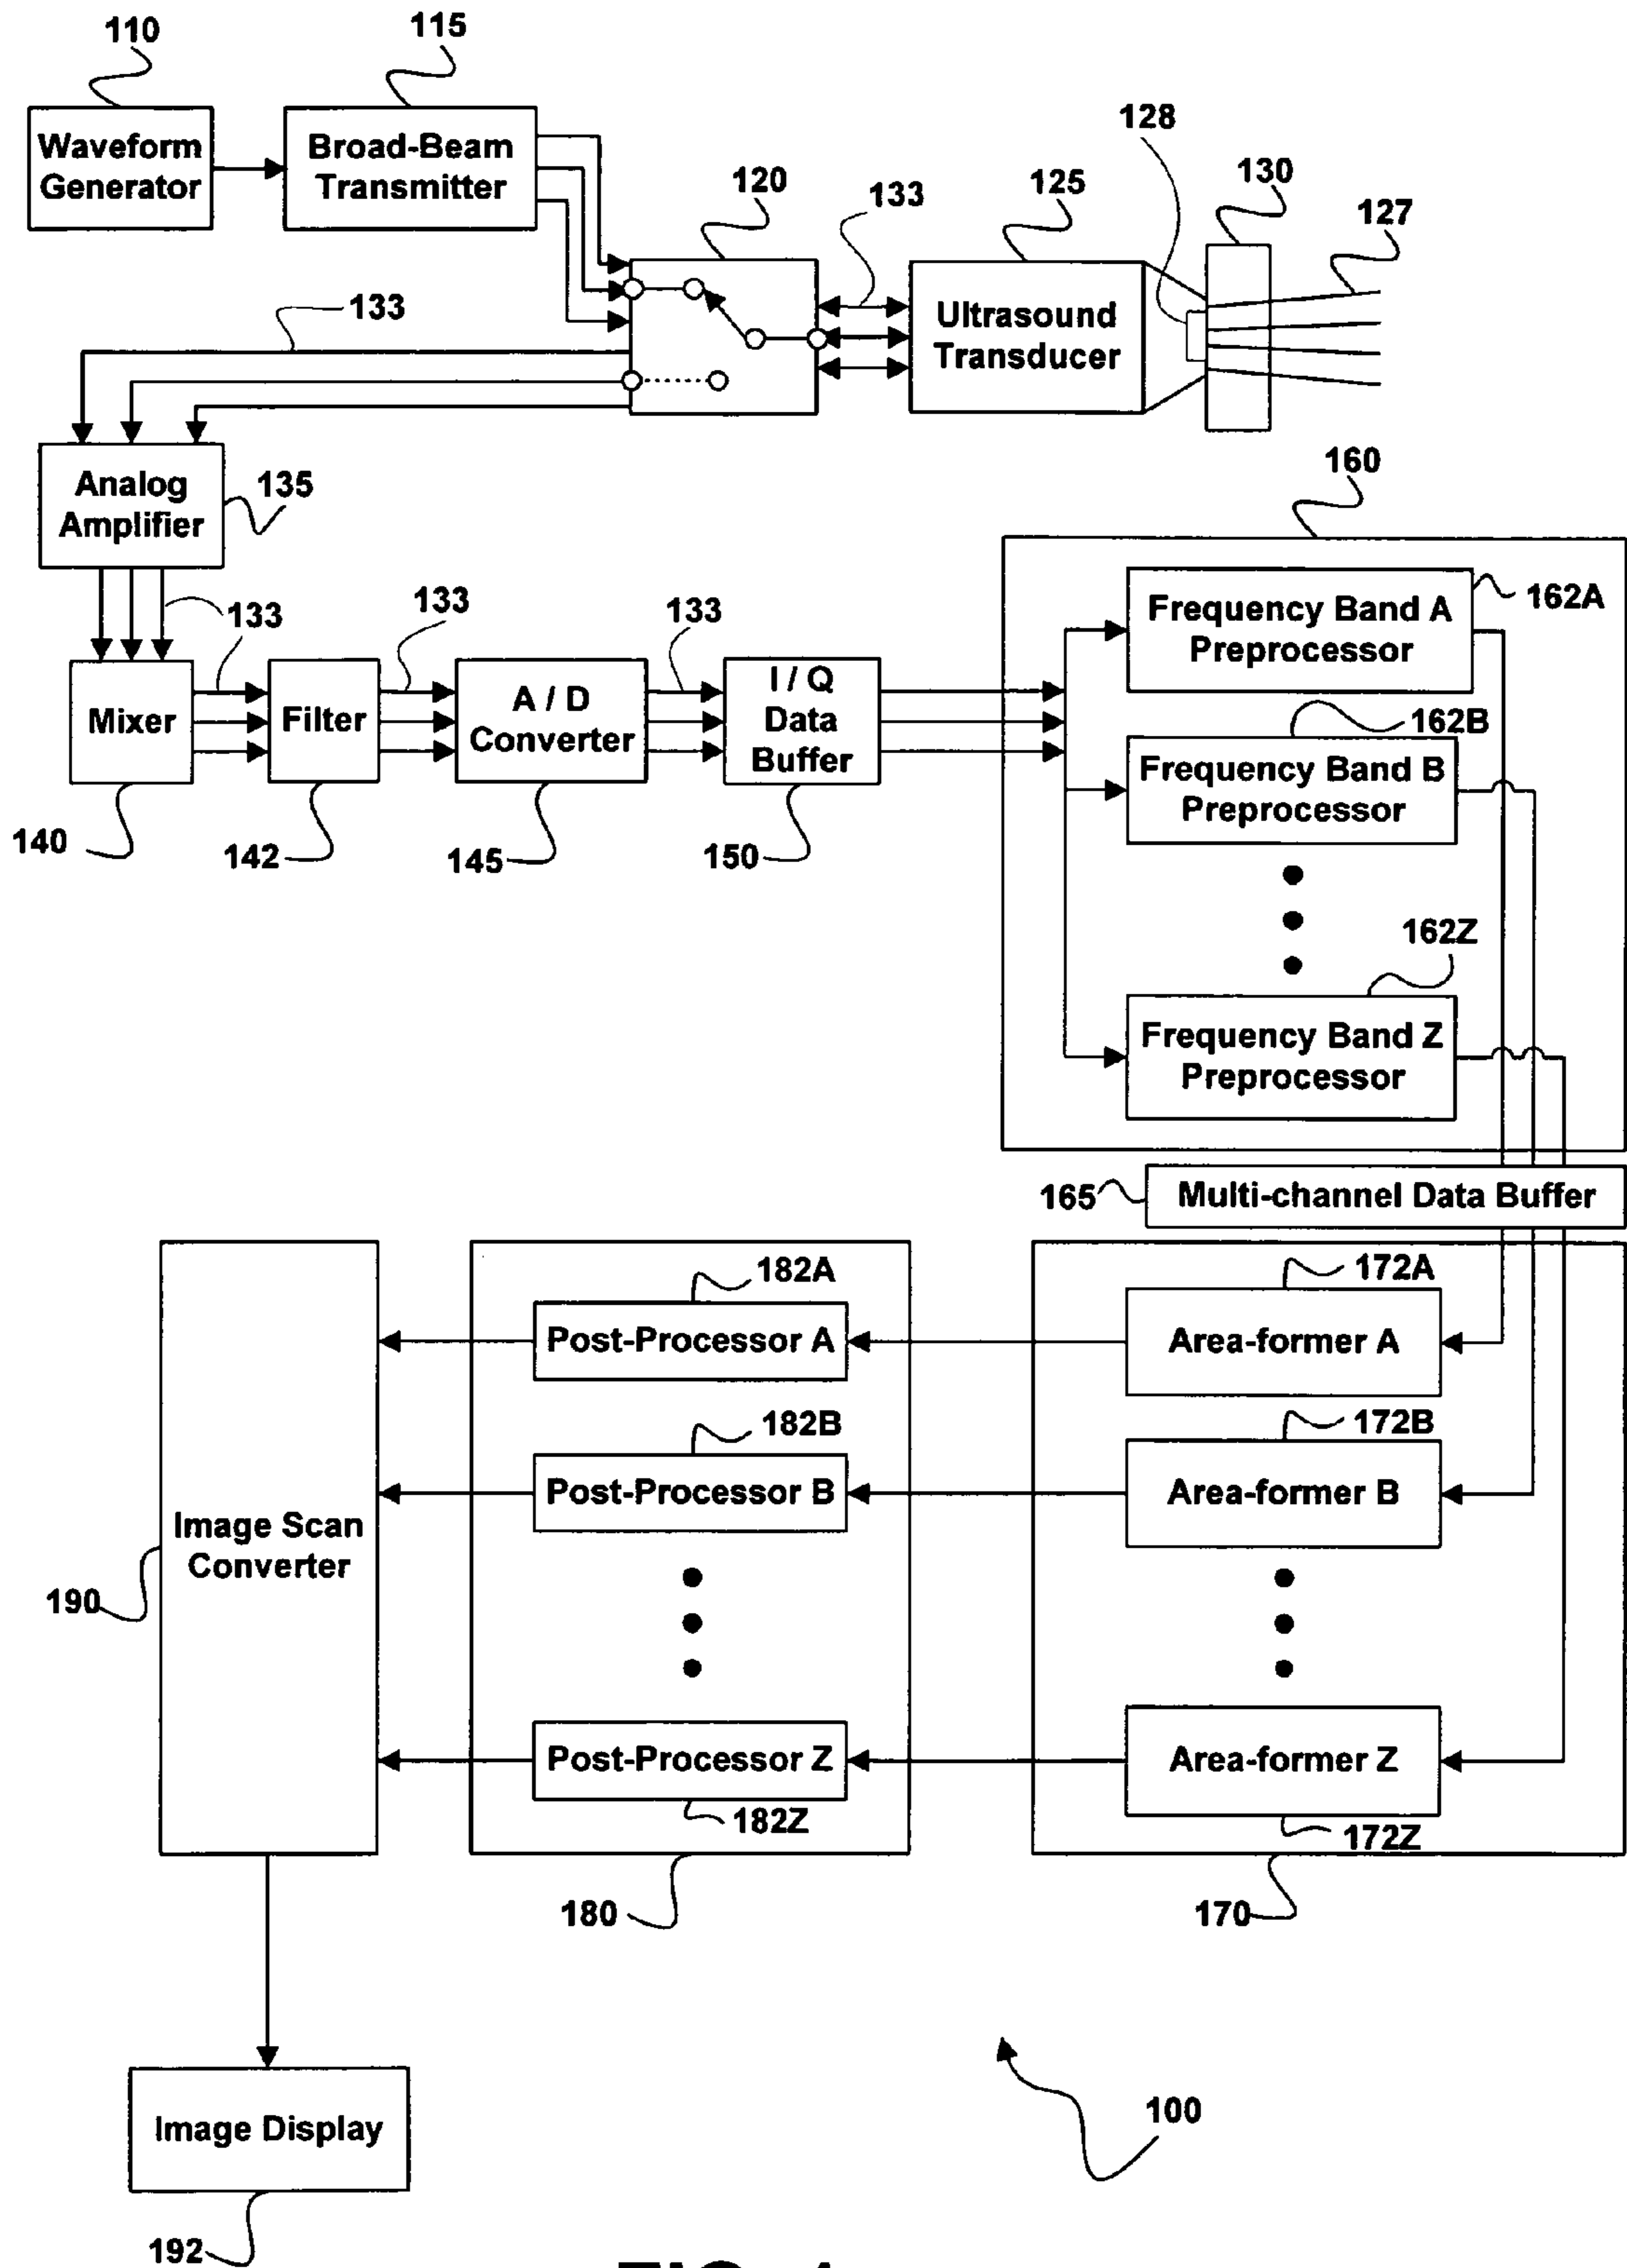 110
115
Waveform
Generator
Broad-Beam
Transmitter
128
120
133
125
130
127
133
Ultrasound
Transducer
Analog
Amplifier
135
160
133
133
133
Frequency Band A
Preprocessor
162A
Mixer
Filter
A / D
Converter
I / Q
Data
Buffer
162B
Frequency Band B
Preprocessor
140
142
145
150
162Z
Frequency Band Z
Preprocessor
165
Multi-channel Data Buffer
182A
172A
Post-Processor A
Area-former A
182B
172B
Post-Processor B
Area-former B
Image Scan
Converter
190
Post-Processor Z
Area-former Z
182Z
172Z
180
170
Image Display
100
192